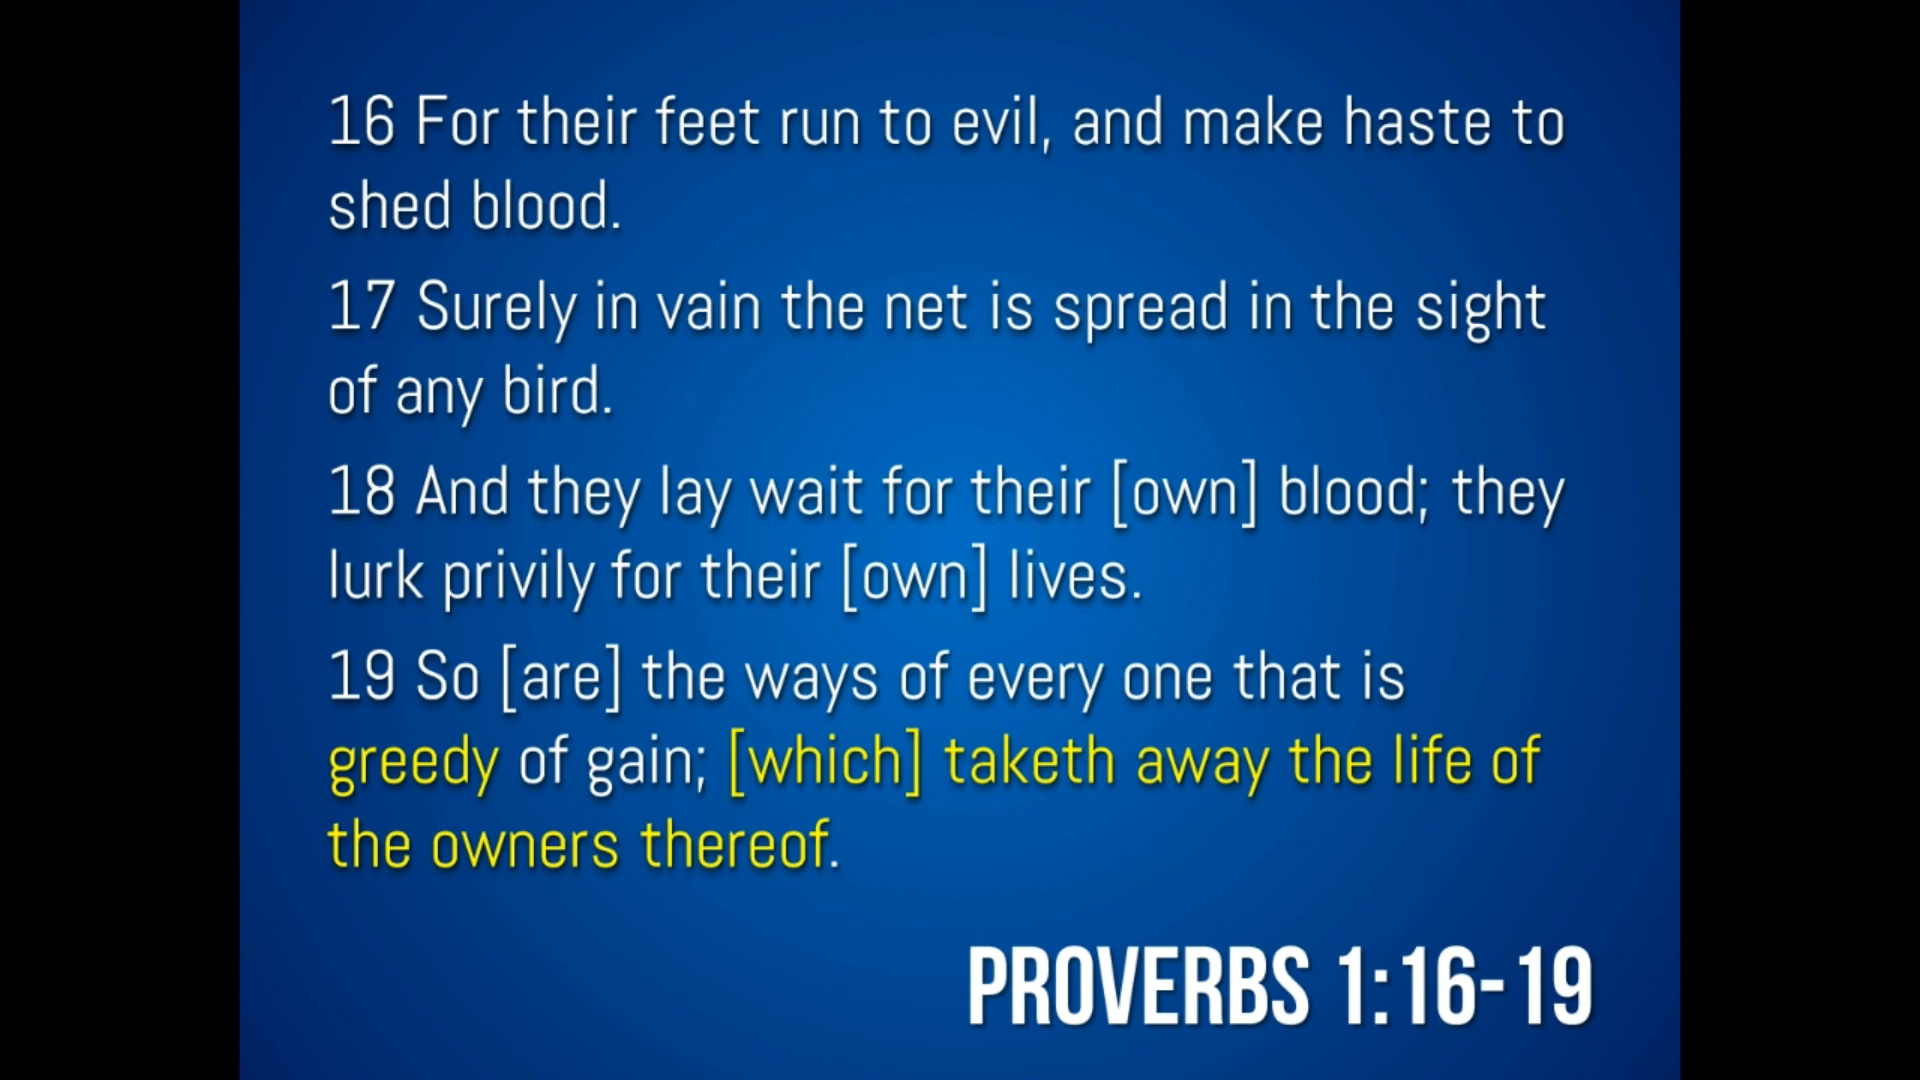 16 For their feet run to evil, and make haste to
shed blood.
17 Surely in vain the net is spread in the sight
of any bird.
18 And they lay wait for their [own] blood; they
lurk privily for their [own] lives.
19 So [are] the ways of every one that is
greedy of gain; [which] taketh away the life of
the owners thereof.
PROVERBS 1:16-19